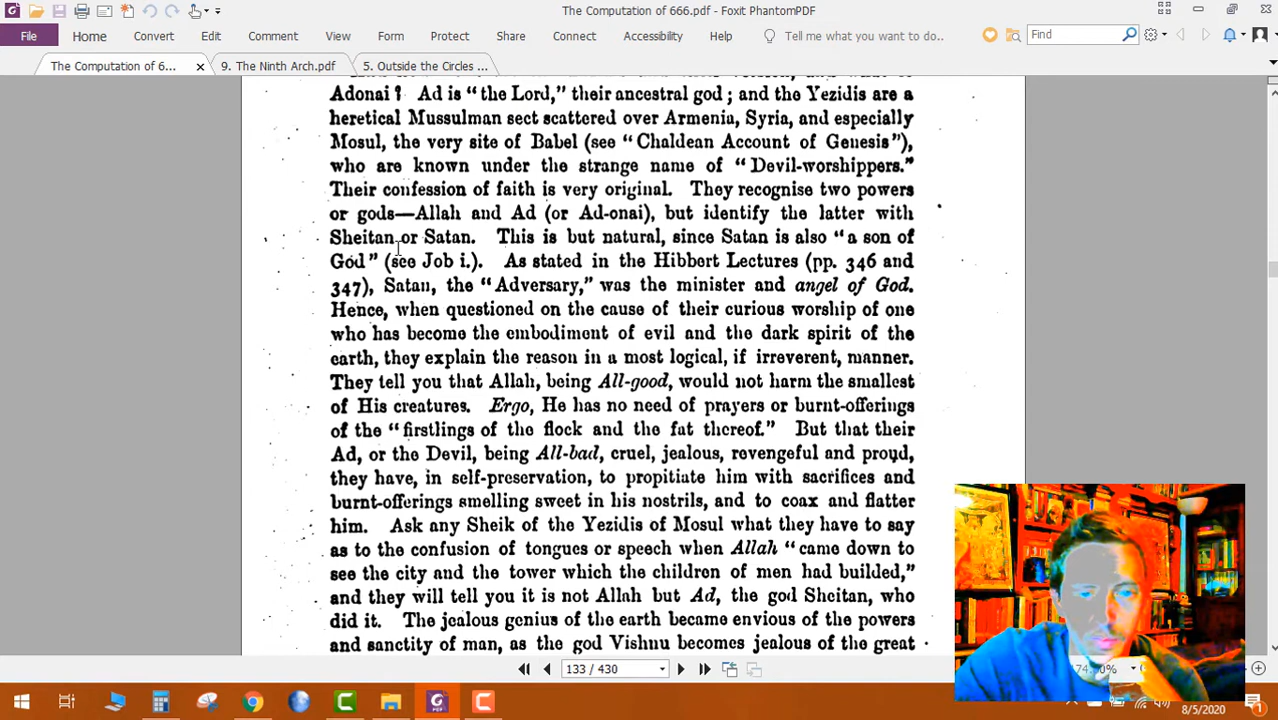 The Computation of 666.pdf - Foxit PhantomPDF
File Home Convert Edit Comment View Form Protect Share Connect Accessibility Help Tell me what you want to do.. Find
The Computation of 6... 9. The Ninth Arch.pdf 5. Outside the Circles ...
Adonai? Ad is "the Lord," their ancestral god; and the Yezidis are a
heretical Mussulman sect scattered over Armenia, Syria, and especially
Mosul, the very site of Babel (see "Chaldean Account of Genesis"),
who are known under the strange name of "Devil-worshippers."
Their confession of faith is very original. They recognise two powers
or gods—Allah and Ad (or Ad-onai), but identify the latter with
Sheitan or Satan. This is but natural, since Satan is also "a son of
God" (see Job i.). As stated in the Hibbert Lectures (pp. 346 and
347), Satan, the "Adversary," was the minister and angel of God.
Hence, when questioned on the cause of their curious worship of one
who has become the embodiment of evil and the dark spirit of the
earth, they explain the reason in a most logical, if irreverent, manner.
They tell you that Allah, being All-good, would not harm the smallest
of His creatures. Ergo, He has no need of prayers or burnt-offerings
of the "firstlings of the flock and the fat thereof." But that their
Ad, or the Devil, being All-bad, cruel, jealous, revengeful and proud,
they have, in self-preservation, to propitiate him with sacrifices and
burnt-offerings smelling sweet in his nostrils, and to coax and flatter
him. Ask any Sheik of the Yezidis of Mosul what they have to say
as to the confusion of tongues or speech when Allah "came down to
see the city and the tower which the children of men had builded,"
and they will tell you it is not Allah but Ad, the god Sheitan, who
did it. The jealous genius of the earth became envious of the powers
and sanctity of man, as the god Vishnu becomes jealous of the great
133 / 430
8/5/2020